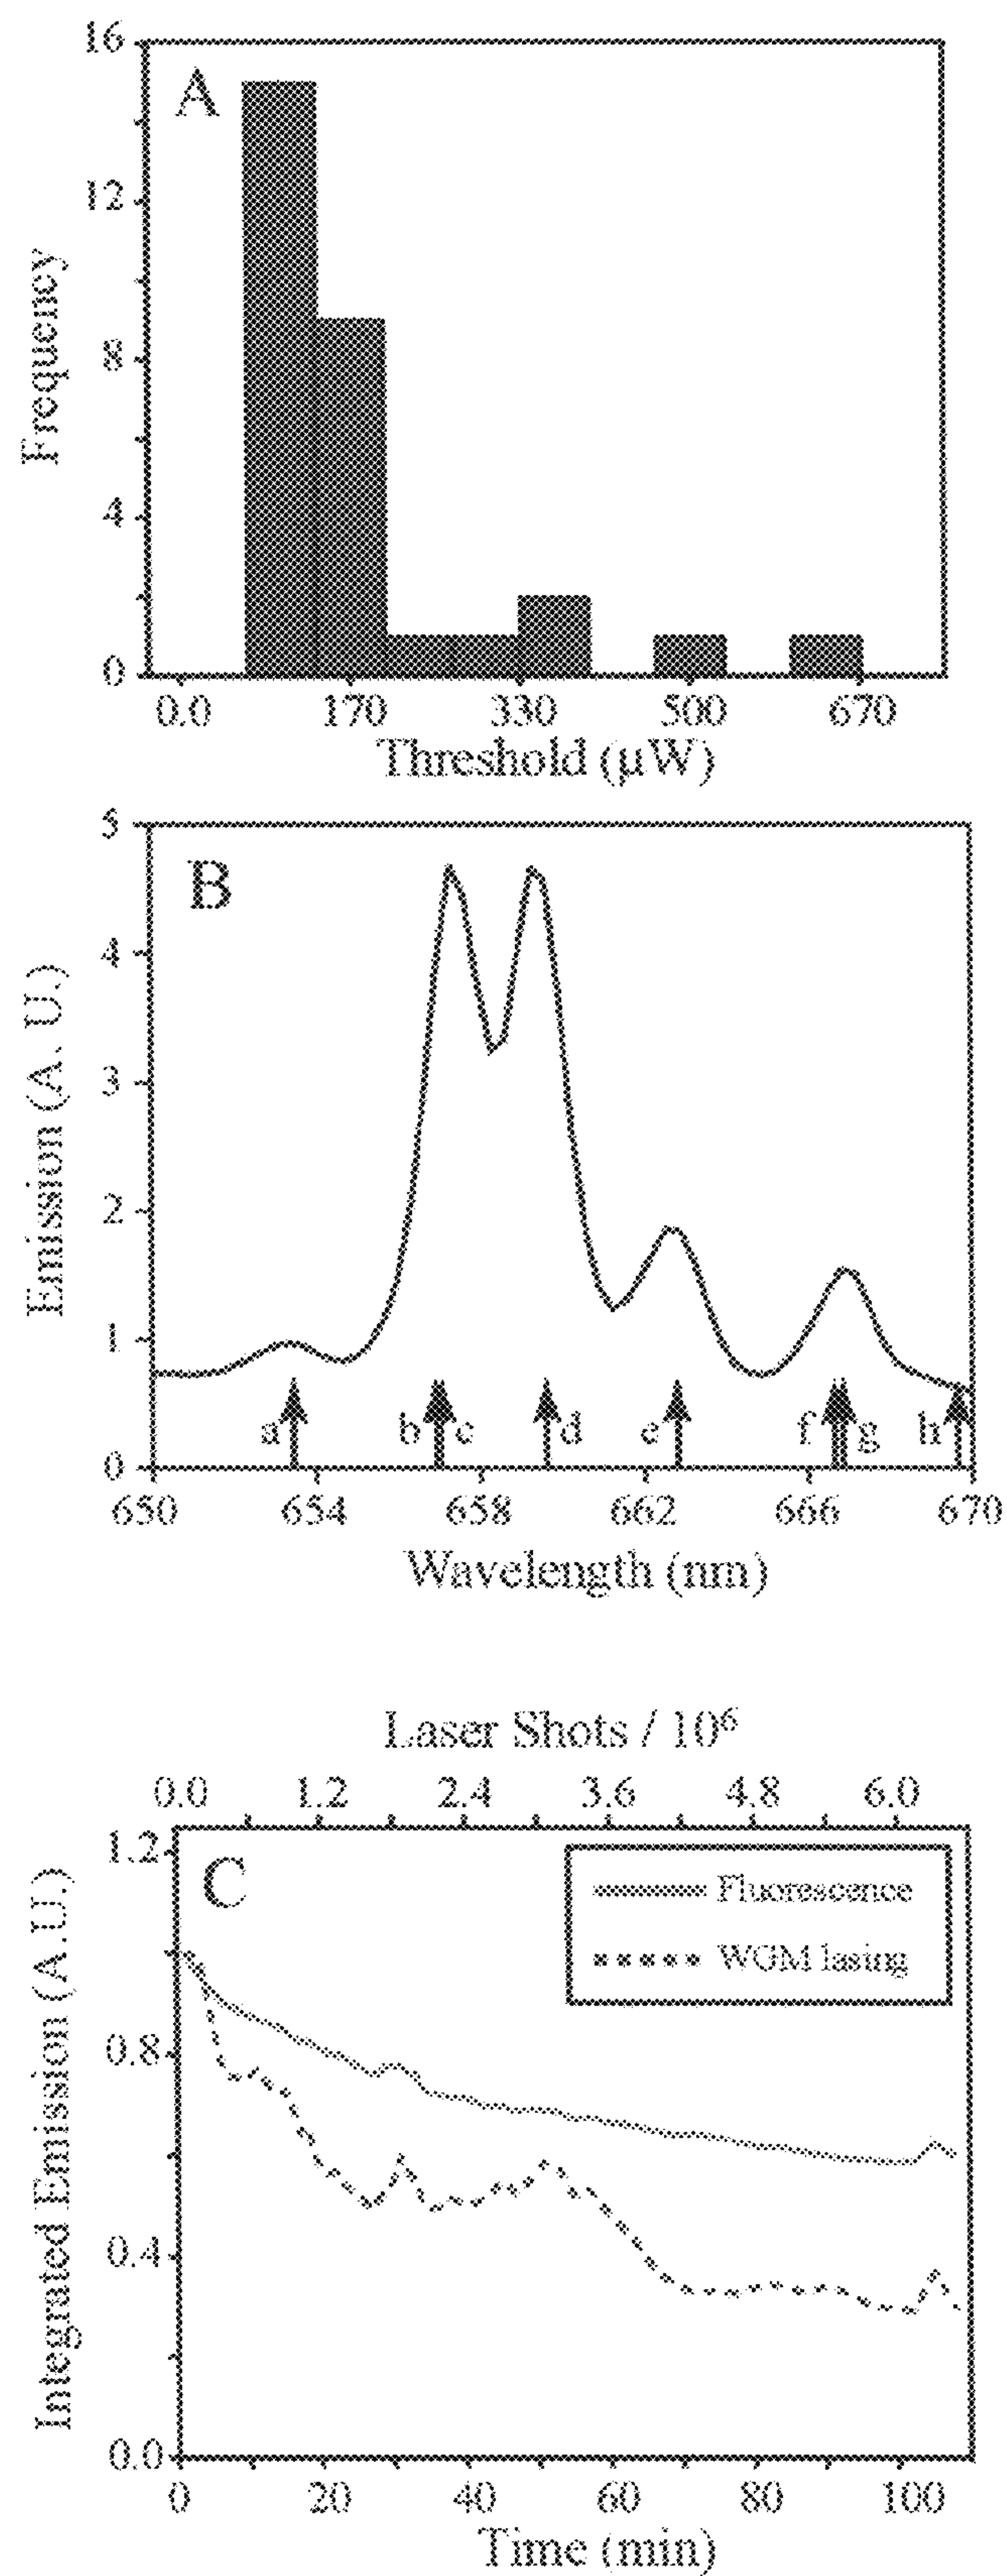 16
A
12
Frequency
8
4
0
0.0 170 330 500 670
Threshold (μW)
5
B
4
Emission (A. U.)
3
2
1
a b c d e f g h
0
650 654 658 662 666 670
Wavelength (nm)
Laser Shots / 10⁶
0.0 1.2 2.4 3.6 4.8 6.0
1.2
C
Fluorescence
WGM lasing
Integrated Emission (A.U.)
0.8
0.4
0.0
0 20 40 60 80 100
Time (min)